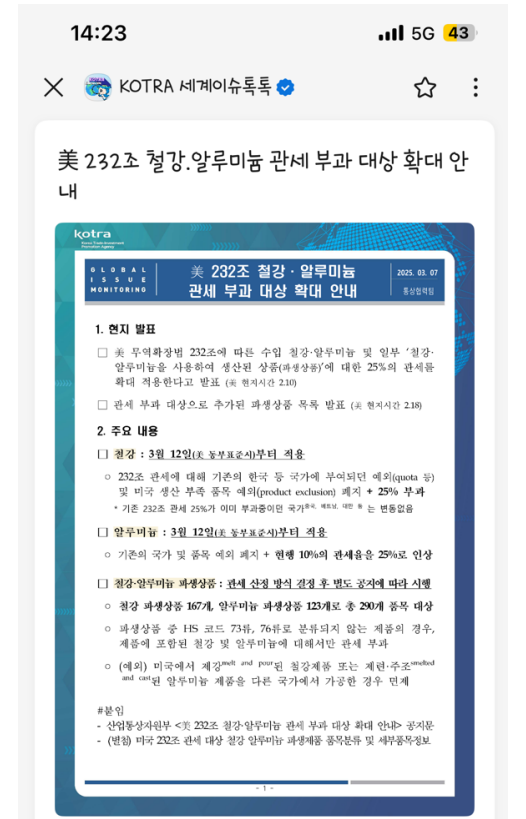 14:23
5G 43
KOTRA 세계이슈톡톡
美 232조 철강.알루미늄 관세 부과 대상 확대 안
내
kotra
Korea Trade-Investment
Promotion Agency
GLOBAL
ISSUE
MONITORING
美 232조 철강·알루미늄
관세 부과 대상 확대 안내
2025. 03. 07
통상협력팀
1. 현지 발표
□ 美 무역확장법 232조에 따른 수입 철강·알루미늄 및 일부 '철강·
알루미늄을 사용하여 생산된 상품(파생상품)'에 대한 25%의 관세를
확대 적용한다고 발표 (美 현지시간 2.10)
□ 관세 부과 대상으로 추가된 파생상품 목록 발표 (美 현지시간 2.18)
2. 주요 내용
□ 철강 : 3월 12일(美 동부표준시)부터 적용
○ 232조 관세에 대해 기존의 한국 등 국가에 부여되던 예외(quota 등)
및 미국 생산 부족 품목 예외(product exclusion) 폐지 + 25% 부과
* 기존 232조 관세 25%가 이미 부과중이던 국가중국, 베트남, 대만 등 는 변동없음
□ 알루미늄 : 3월 12일(美 동부표준시)부터 적용
○ 기존의 국가 및 품목 예외 폐지 + 현행 10%의 관세율을 25%로 인상
□ 철강·알루미늄 파생상품 : 관세 산정 방식 결정 후 별도 공지에 따라 시행
○ 철강 파생상품 167개, 알루미늄 파생상품 123개로 총 290개 품목 대상
○ 파생상품 중 HS 코드 73류, 76류로 분류되지 않는 제품의 경우,
제품에 포함된 철강 및 알루미늄에 대해서만 관세 부과
○ (예외) 미국에서 제강melt and pour된 철강제품 또는 제련·주조smelted
and cast된 알루미늄 제품을 다른 국가에서 가공한 경우 면제
#붙임
- 산업통상자원부 <美 232조 철강·알루미늄 관세 부과 대상 확대 안내> 공지문
- (별첨) 미국 232조 관세 대상 철강 알루미늄 파생제품 품목분류 및 세부품목정보
- 1 -